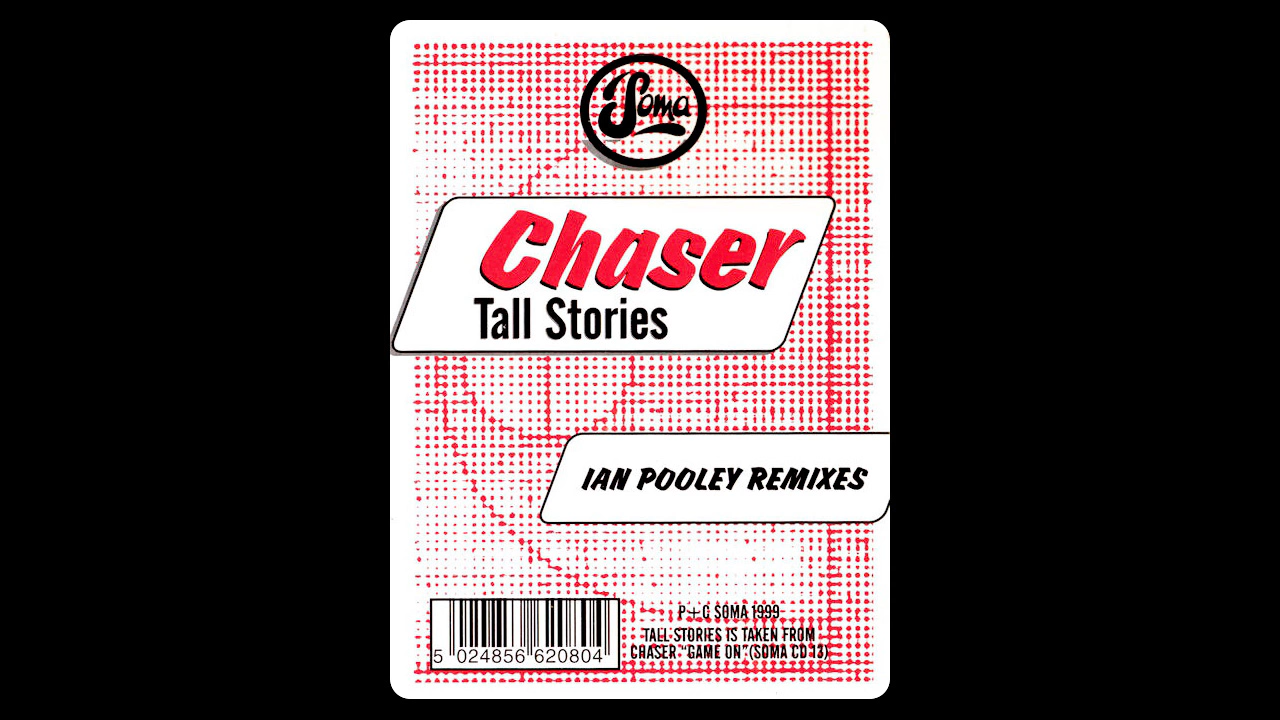 Soma
Chaser
Tall Stories
IAN POOLEY REMIXES
P+C SOMA 1999
TALL STORIES IS TAKEN FROM
CHASER "GAME ON" (SOMA CD 13)
5 024856 620804